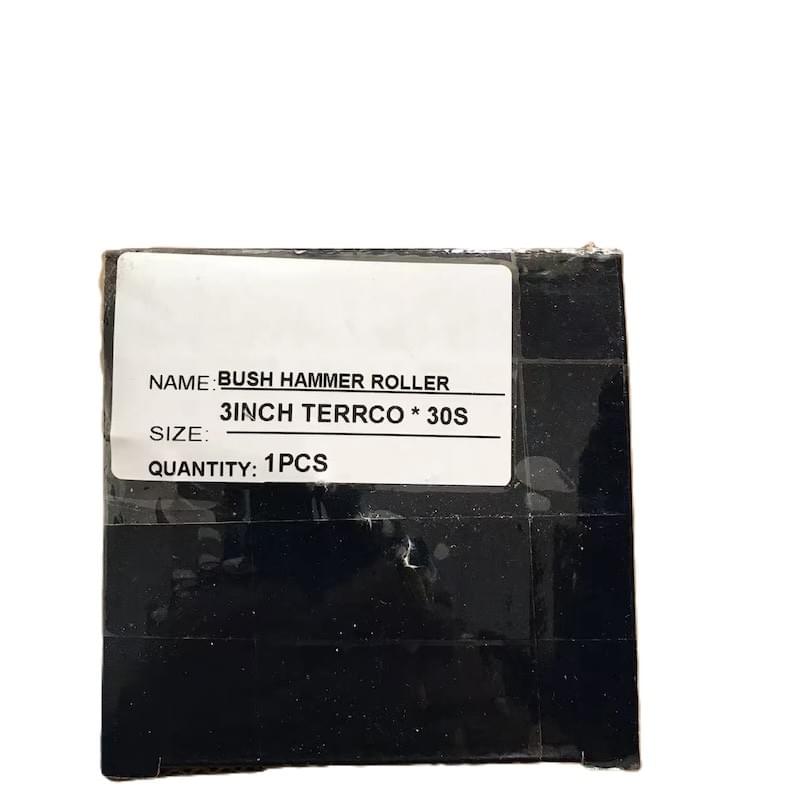 NAME: BUSH HAMMER ROLLER
SIZE: 3INCH TERRCO * 30S
QUANTITY: 1PCS